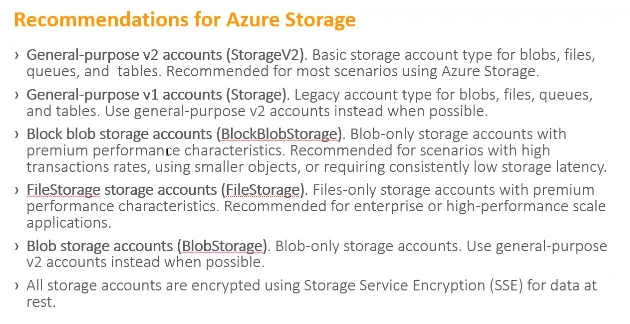 Recommendations for Azure Storage
› General-purpose v2 accounts (StorageV2). Basic storage account type for blobs, files,
queues, and tables. Recommended for most scenarios using Azure Storage.
› General-purpose v1 accounts (Storage). Legacy account type for blobs, files, queues,
and tables. Use general-purpose v2 accounts instead when possible.
› Block blob storage accounts (BlockBlobStorage). Blob-only storage accounts with
premium performance characteristics. Recommended for scenarios with high
transactions rates, using smaller objects, or requiring consistently low storage latency.
› FileStorage storage accounts (FileStorage). Files-only storage accounts with premium
performance characteristics. Recommended for enterprise or high-performance scale
applications.
› Blob storage accounts (BlobStorage). Blob-only storage accounts. Use general-purpose
v2 accounts instead when possible.
› All storage accounts are encrypted using Storage Service Encryption (SSE) for data at
rest.